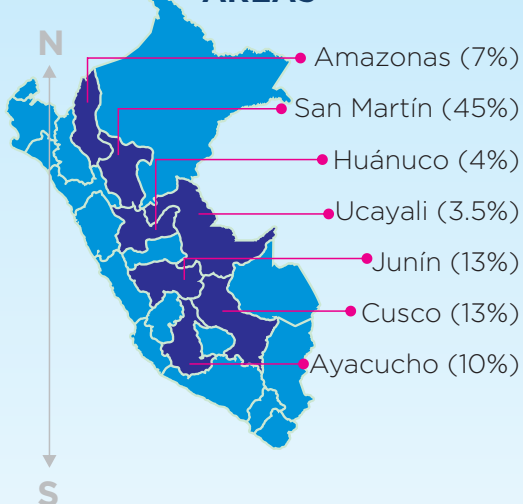 AREAS
N
Amazonas (7%)
San Martín (45%)
Huánuco (4%)
Ucayali (3.5%)
Junín (13%)
Cusco (13%)
Ayacucho (10%)
S